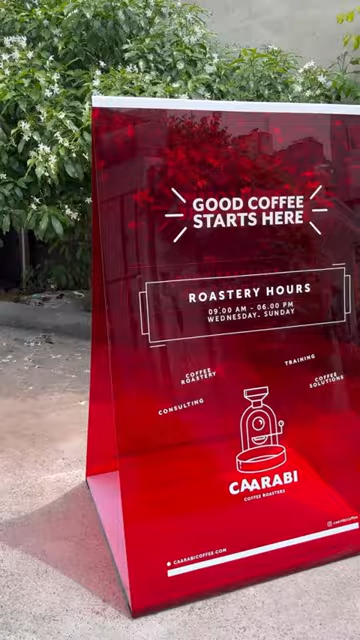 GOOD COFFEE
STARTS HERE
ROASTERY HOURS
09.00 AM - 06.00 PM
WEDNESDAY- SUNDAY
COFFEE
ROASTERY
TRAINING
CONSULTING
COFFEE
SOLUTIONS
CAARABI
COFFEE ROASTERS
CAARABICOFFEE.COM